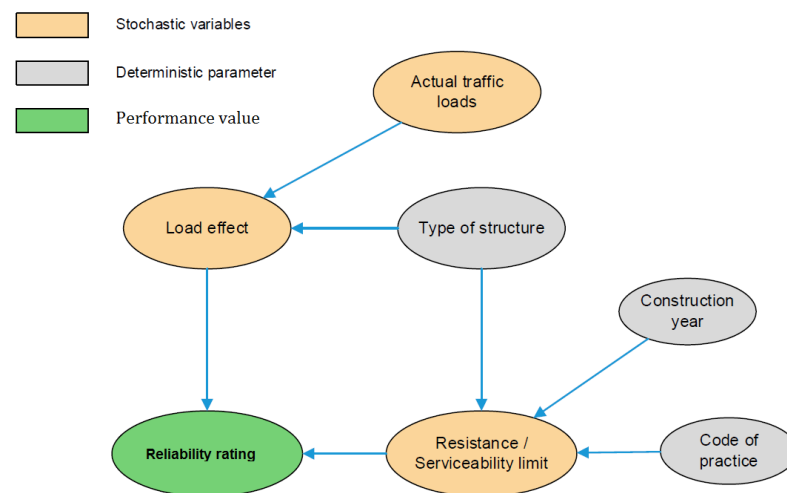 Stochastic variables
Deterministic parameter
Performance value
Actual traffic
loads
Load effect
Type of structure
Construction
year
Reliability rating
Resistance /
Serviceability limit
Code of
practice